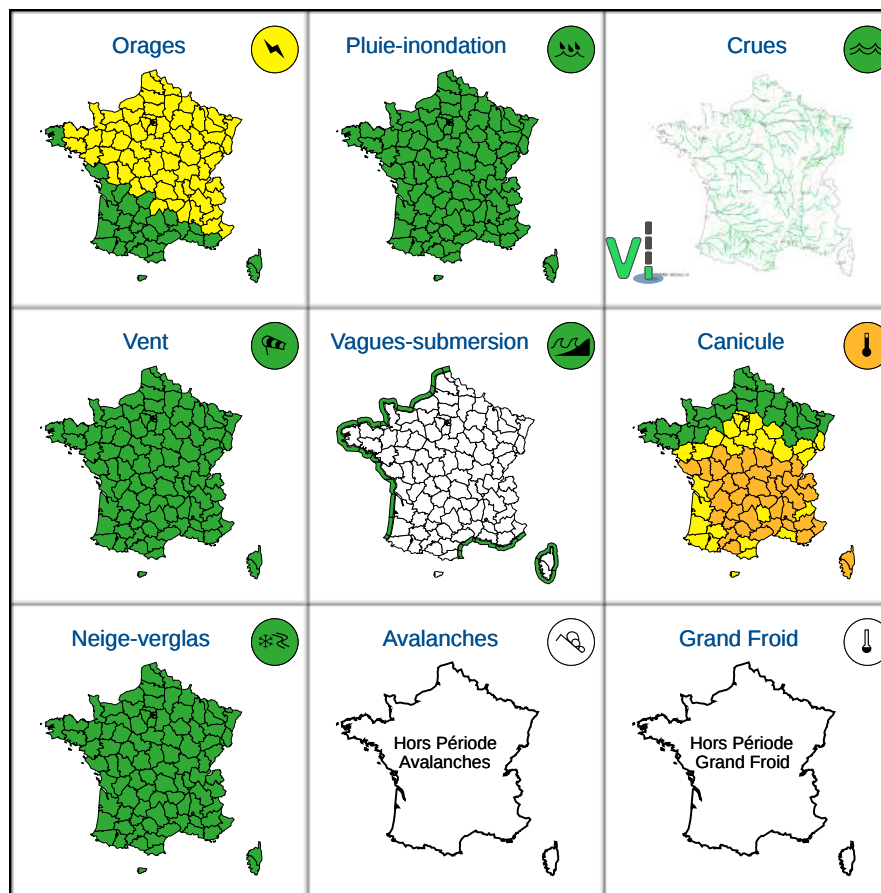 Orages
Pluie-inondation
Crues
Vent
Vagues-submersion
Canicule
Neige-verglas
Avalanches
Grand Froid
Hors Période
Avalanches
Hors Période
Grand Froid